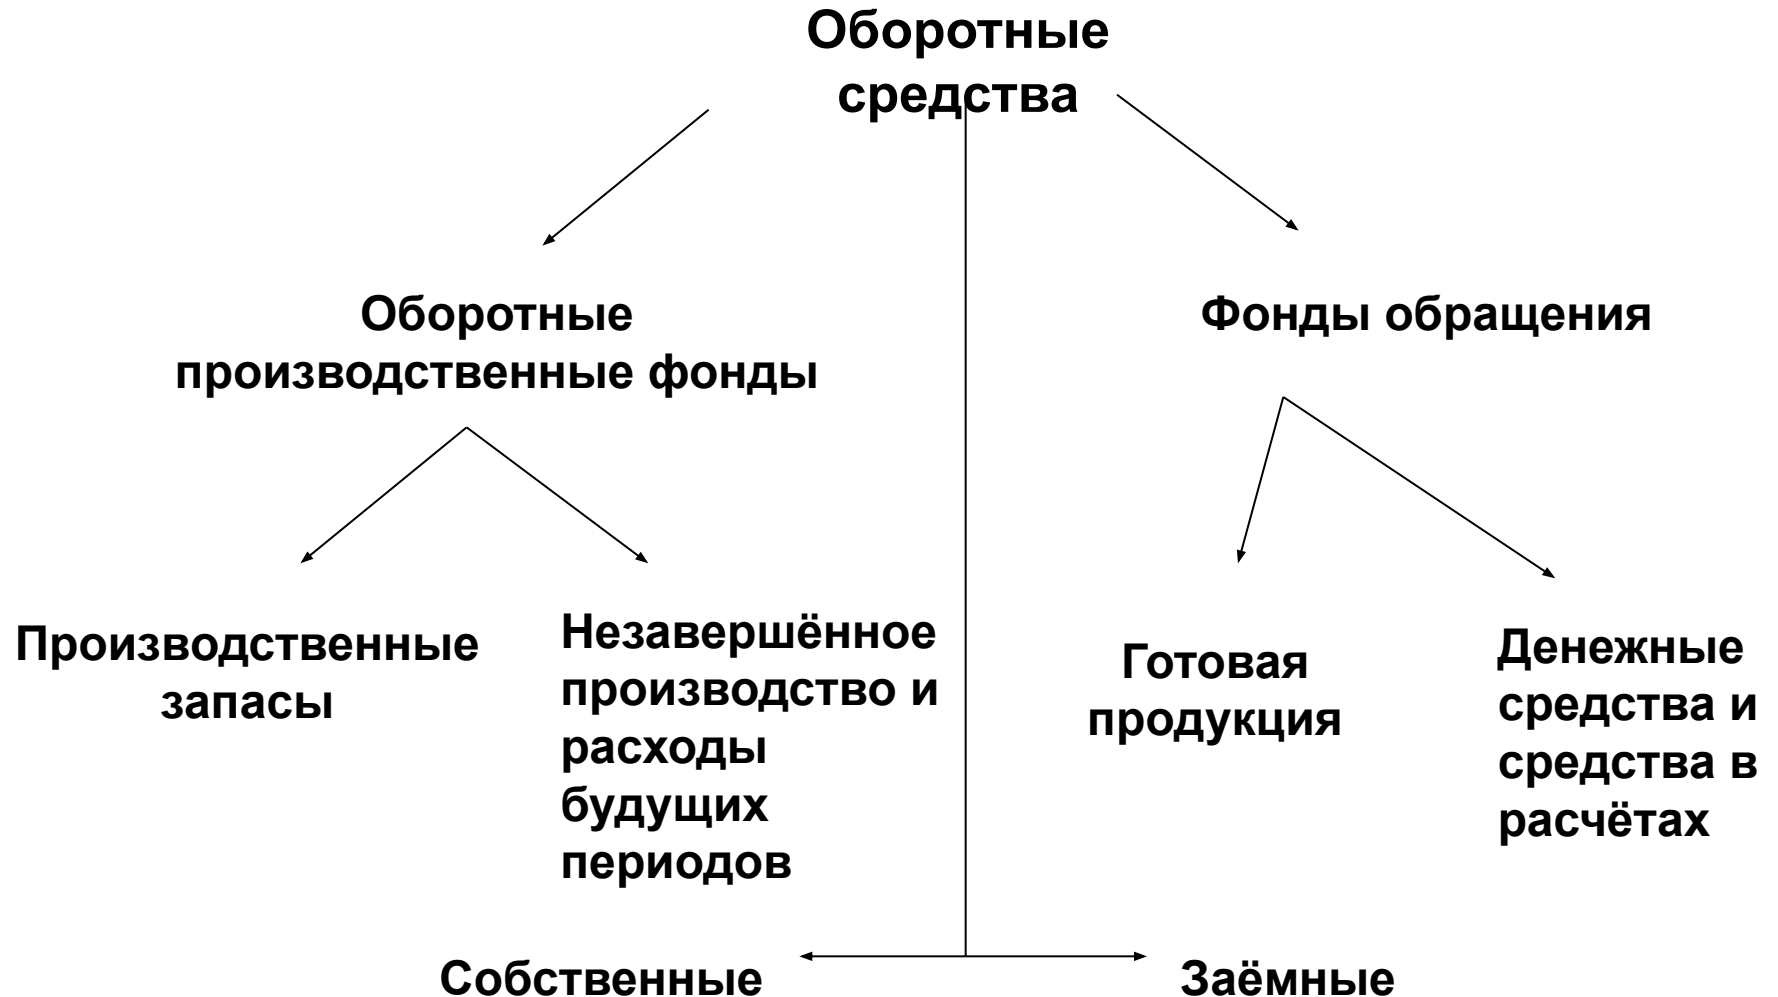 Оборотные
средства
Оборотные
производственные фонды
Фонды обращения
Производственные
запасы
Незавершённое
производство и
расходы
будущих
периодов
Готовая
продукция
Денежные
средства и
средства в
расчётах
Собственные
Заёмные